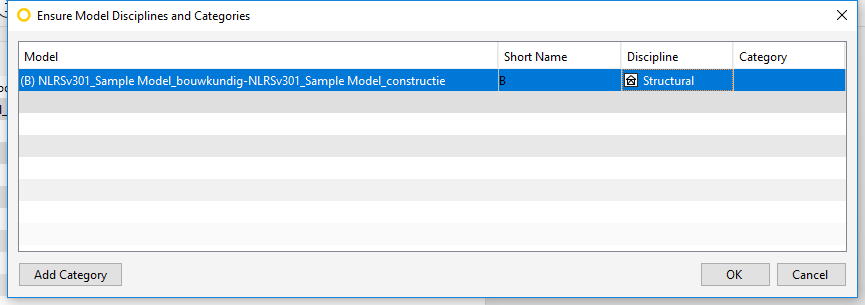 Ensure Model Disciplines and Categories
Model Short Name Discipline Category
(B) NLRSv301_Sample Model_bouwkundig-NLRSv301_Sample Model_constructie B Structural
Add Category OK Cancel